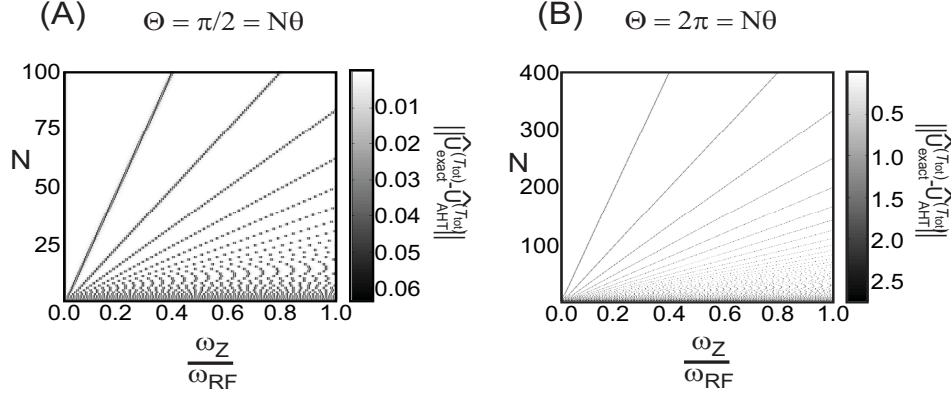 (A) Θ = π/2 = Nθ
100
75
50
25
0
N
0.0 0.2 0.4 0.6 0.8 1.0
ω_Z
ω_RF
0.01
0.02
0.03
0.04
0.05
0.06
||Û_exact^(T_tot)-Û_AHT^(T_tot)||
(B) Θ = 2π = Nθ
400
300
200
100
0
N
0.0 0.2 0.4 0.6 0.8 1.0
ω_Z
ω_RF
0.5
1.0
1.5
2.0
2.5
||Û_exact^(T_tot)-Û_AHT^(T_tot)||